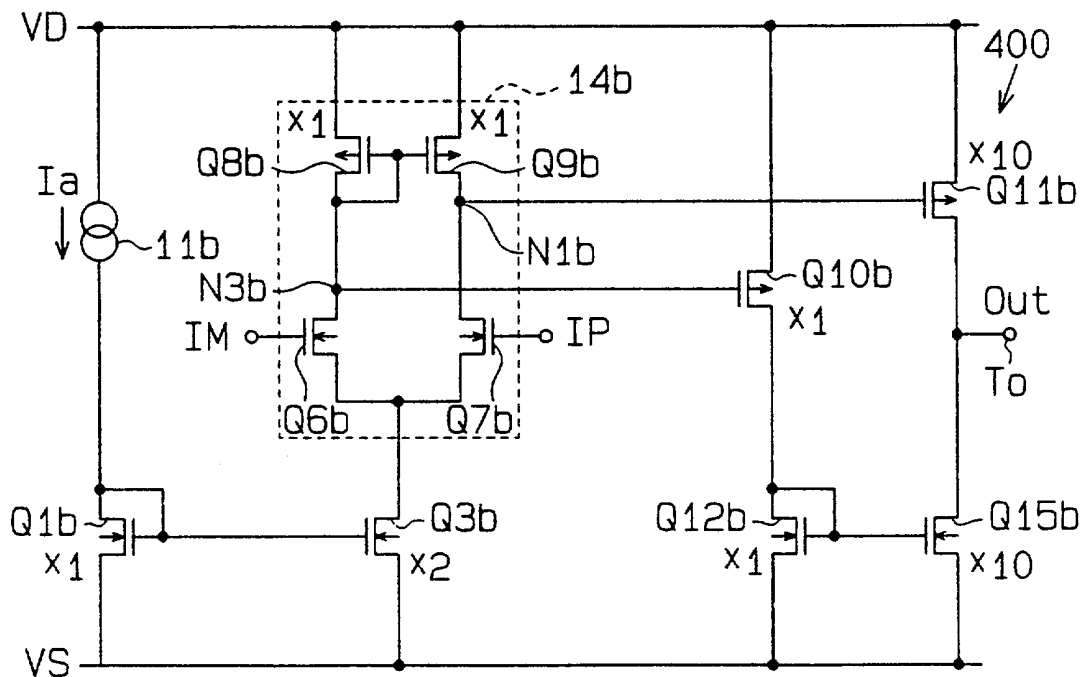 VD
400
14b
x1
x1
Q8b
Q9b
x10
Q11b
Ia
11b
N1b
N3b
Q10b
x1
Out
IM
IP
To
Q6b
Q7b
Q1b
x1
Q3b
x2
Q12b
x1
Q15b
x10
VS